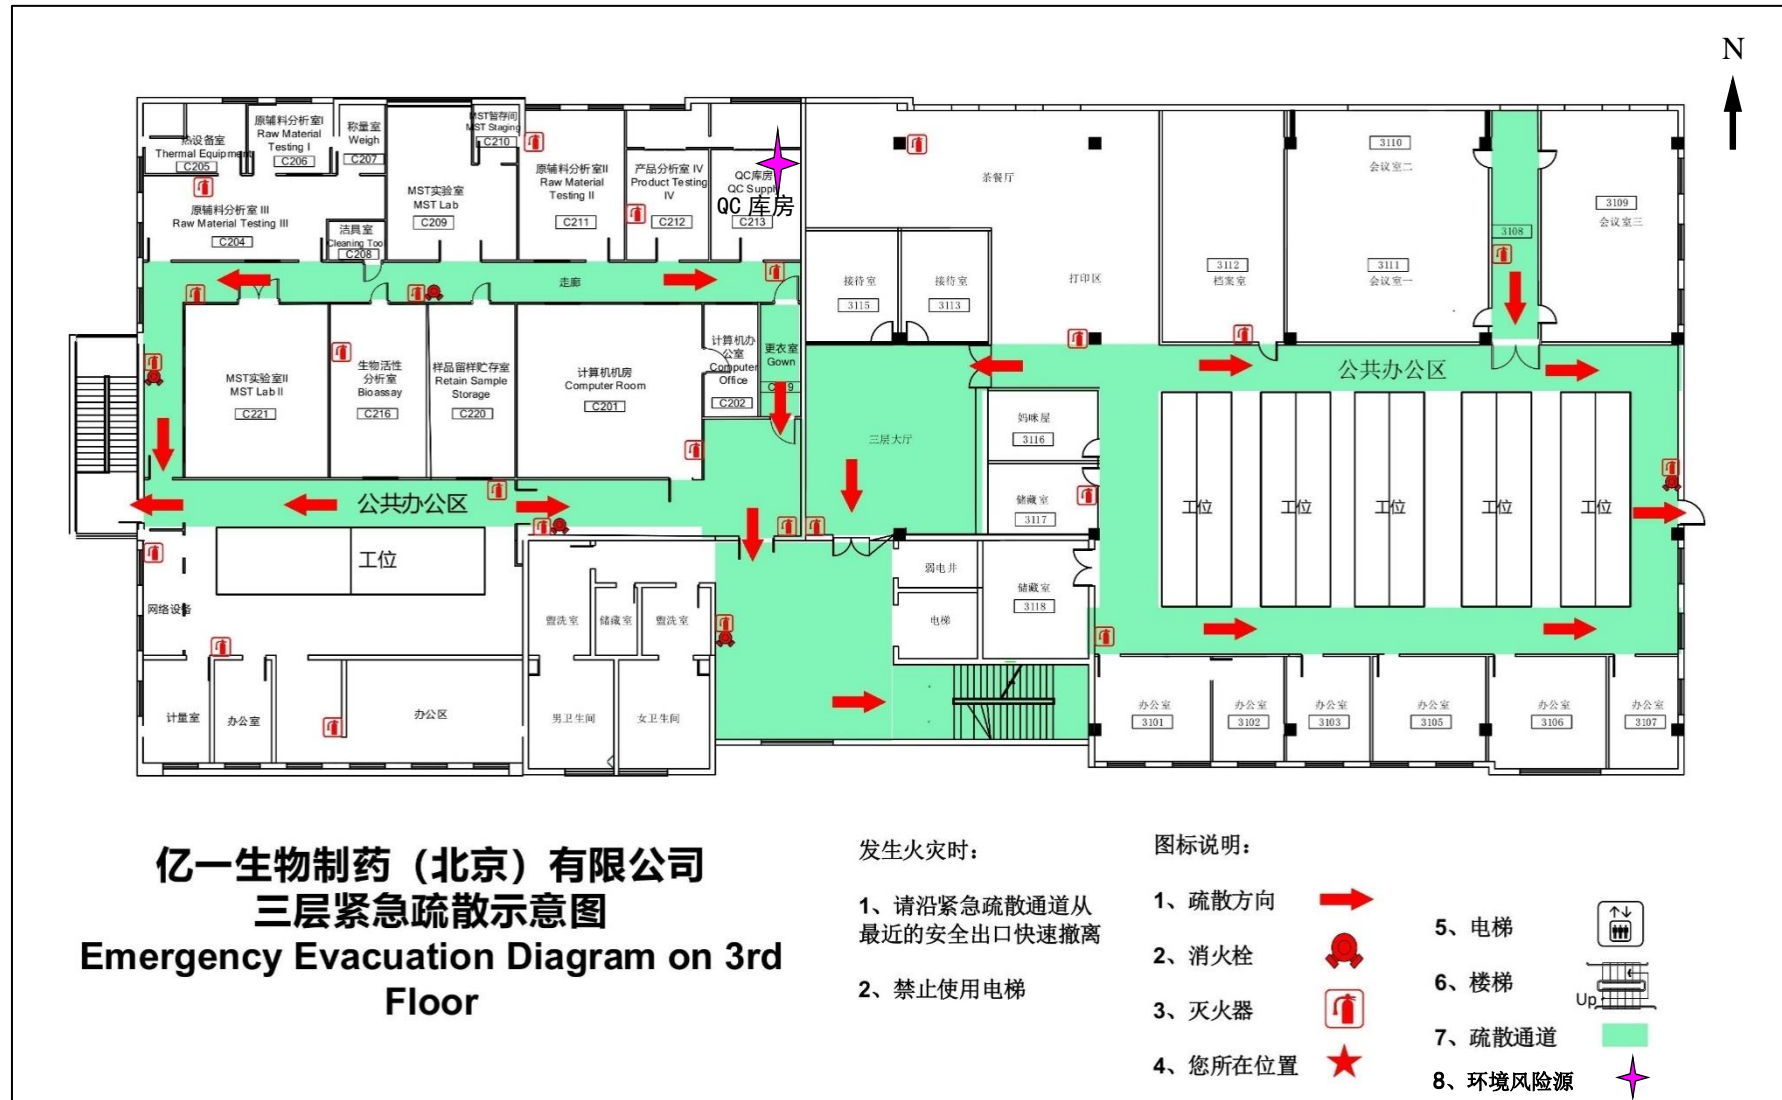 N
热设备室
Thermal Equipment
C205
原辅料分析室I
Raw Material
Testing I
C206
称量室
Weigh
C207
MST暂存间
MST Staging
C210
原辅料分析室 III
Raw Material Testing III
C204
洁具室
Cleaning Too
C208
MST实验室
MST Lab
C209
原辅料分析室II
Raw Material
Testing II
C211
产品分析室 IV
Product Testing
IV
C212
QC库房
QC Supply
QC 库房
C213
茶餐厅
3110
会议室二
3109
会议室三
3108
3111
会议室一
3112
档案室
打印区
接待室
3115
接待室
3113
走廊
MST实验室II
MST Lab II
C221
生物活性
分析室
Bioassay
C216
样品留样贮存室
Retain Sample
Storage
C220
计算机机房
Computer Room
C201
计算机办
公室
Computer
Office
C202
更衣室
Gown
三层大厅
公共办公区
妈咪屋
3116
储藏室
3117
储藏室
3118
工位
工位
工位
工位
工位
公共办公区
工位
网络设备
盥洗室
储藏室
盥洗室
弱电井
电梯
计量室
办公室
办公区
男卫生间
女卫生间
办公室
3101
办公室
3102
办公室
3103
办公室
3105
办公室
3106
办公室
3107
亿一生物制药（北京）有限公司
三层紧急疏散示意图
Emergency Evacuation Diagram on 3rd
Floor
发生火灾时：
1、请沿紧急疏散通道从
最近的安全出口快速撤离
2、禁止使用电梯
图标说明：
1、疏散方向
2、消火栓
3、灭火器
4、您所在位置
5、电梯
6、楼梯
Up
7、疏散通道
8、环境风险源